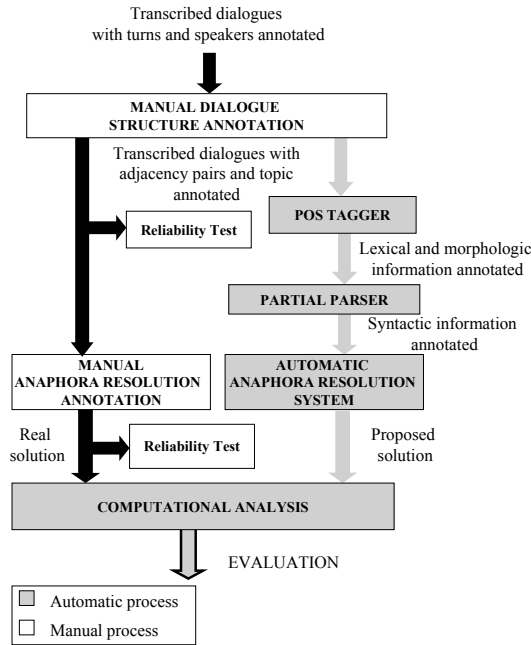 Transcribed dialogues
with turns and speakers annotated
MANUAL DIALOGUE
STRUCTURE ANNOTATION
Transcribed dialogues with
adjacency pairs and topic
annotated
Reliability Test
POS TAGGER
Lexical and morphologic
information annotated
PARTIAL PARSER
Syntactic information
annotated
MANUAL
ANAPHORA RESOLUTION
ANNOTATION
AUTOMATIC
ANAPHORA RESOLUTION
SYSTEM
Real
solution
Reliability Test
Proposed
solution
COMPUTATIONAL ANALYSIS
EVALUATION
Automatic process
Manual process